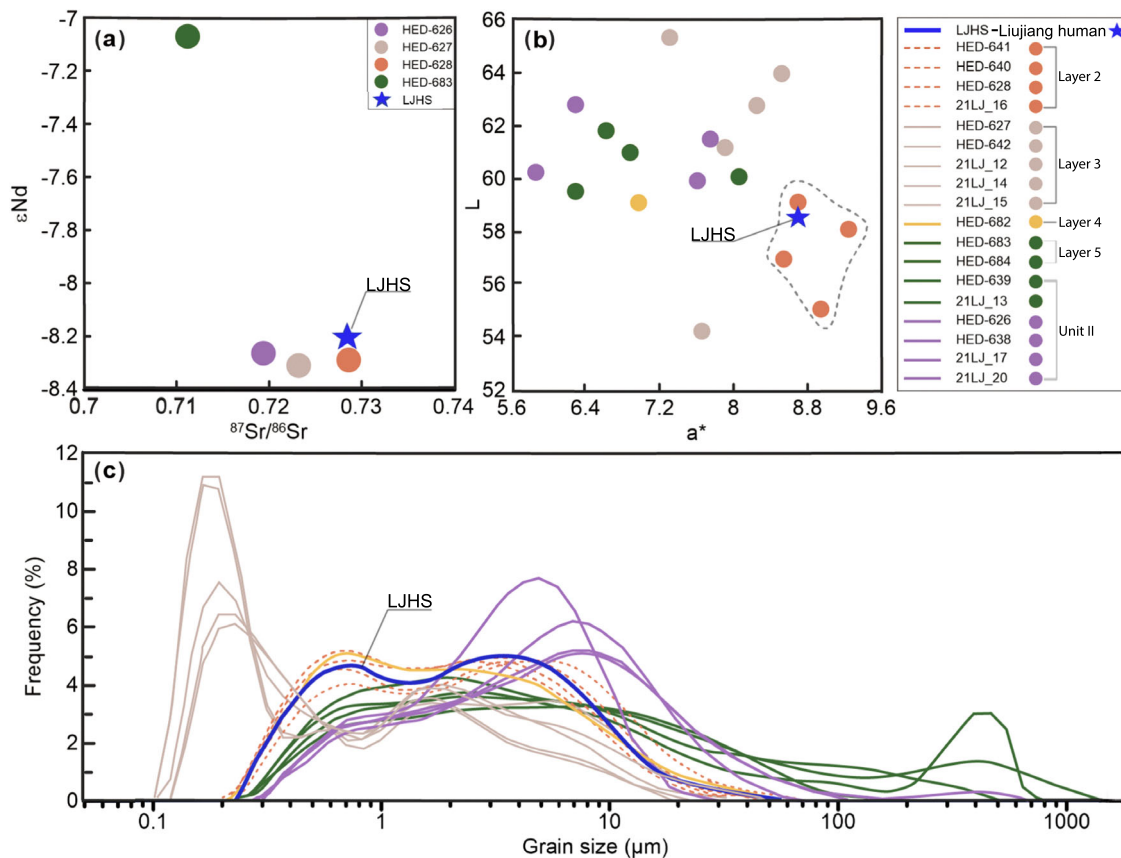 (a)
HED-626
HED-627
HED-628
HED-683
LJHS
-7
-7.2
-7.4
-7.6
-7.8
-8
-8.2
-8.4
εNd
LJHS
0.7
0.71
0.72
0.73
0.74
87Sr/86Sr
(b)
66
64
62
60
58
56
54
52
L
LJHS
5.6
6.4
7.2
8
8.8
9.6
a*
LJHS-Liujiang human
HED-641
HED-640
HED-628
21LJ_16
Layer 2
HED-627
HED-642
21LJ_12
21LJ_14
21LJ_15
Layer 3
HED-682
Layer 4
HED-683
HED-684
Layer 5
HED-639
21LJ_13
HED-626
HED-638
21LJ_17
21LJ_20
Unit II
(c)
12
10
8
6
4
2
0
Frequency (%)
LJHS
0.1
1
10
100
1000
Grain size (μm)